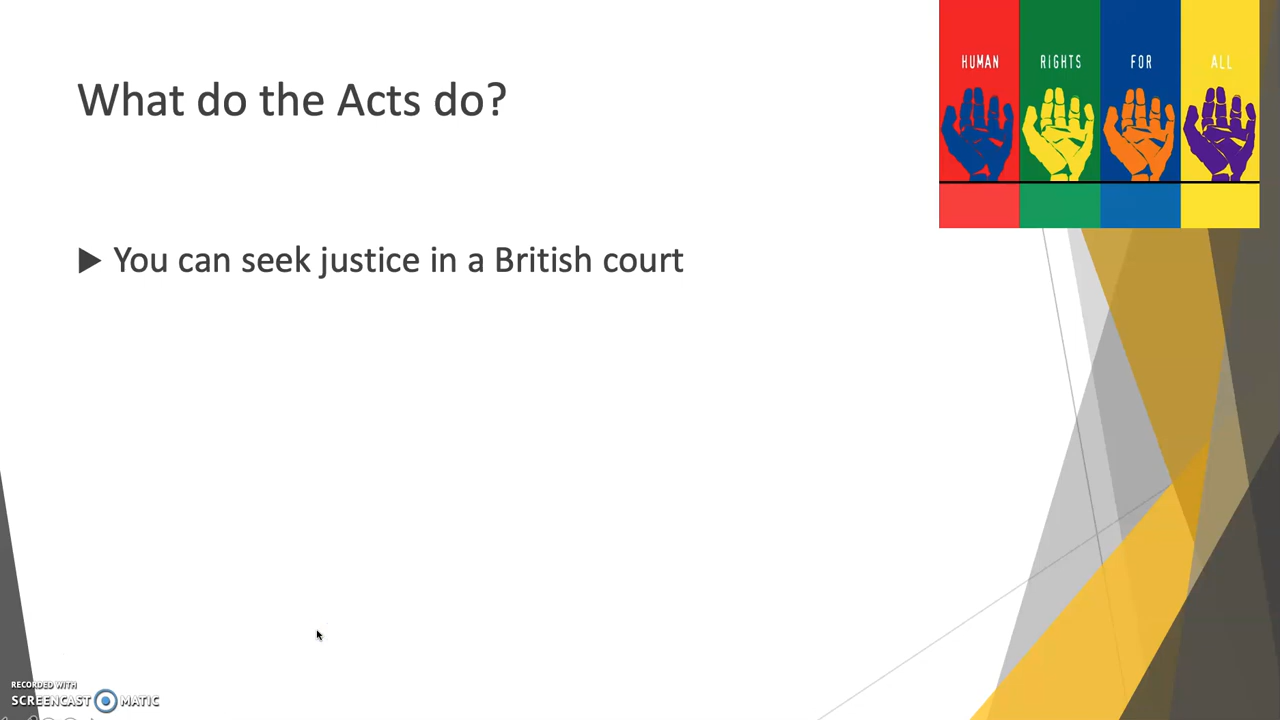 HUMAN RIGHTS FOR ALL
What do the Acts do?
You can seek justice in a British court
RECORDED WITH
SCREENCAST MATIC